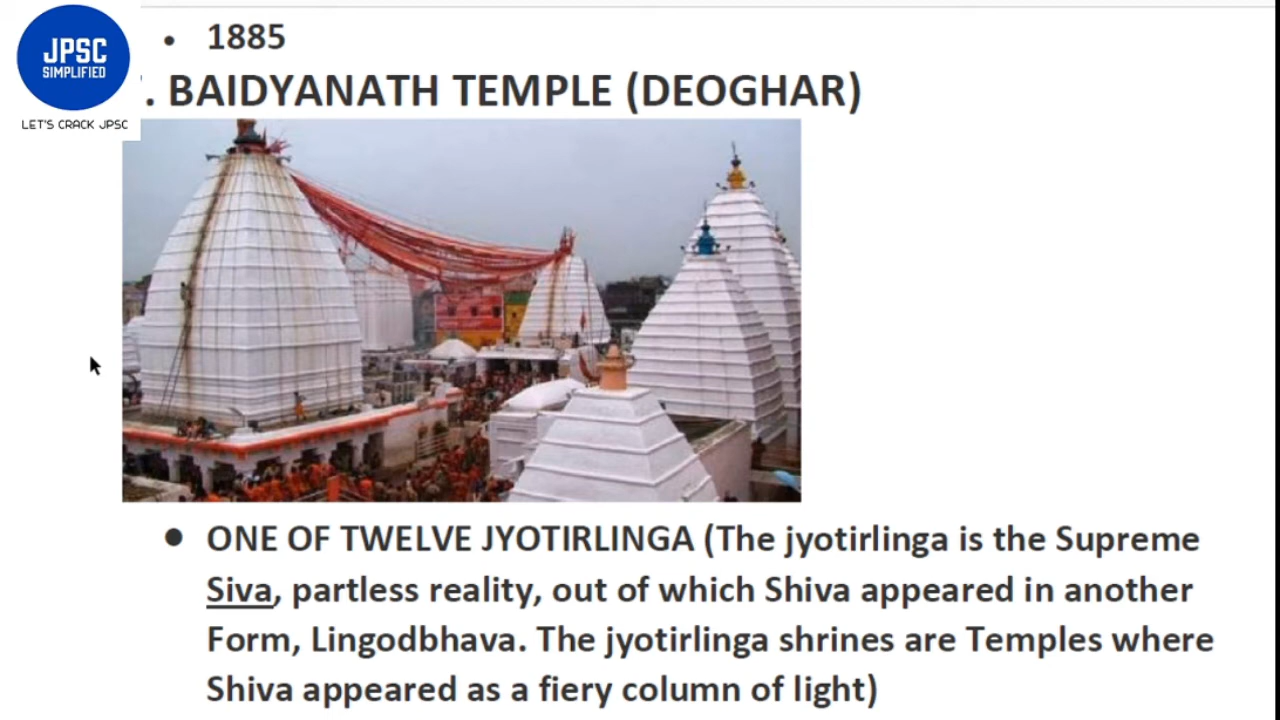 JPSC
SIMPLIFIED
LET'S CRACK JPSC
• 1885
. BAIDYANATH TEMPLE (DEOGHAR)
● ONE OF TWELVE JYOTIRLINGA (The jyotirlinga is the Supreme
Siva, partless reality, out of which Shiva appeared in another
Form, Lingodbhava. The jyotirlinga shrines are Temples where
Shiva appeared as a fiery column of light)